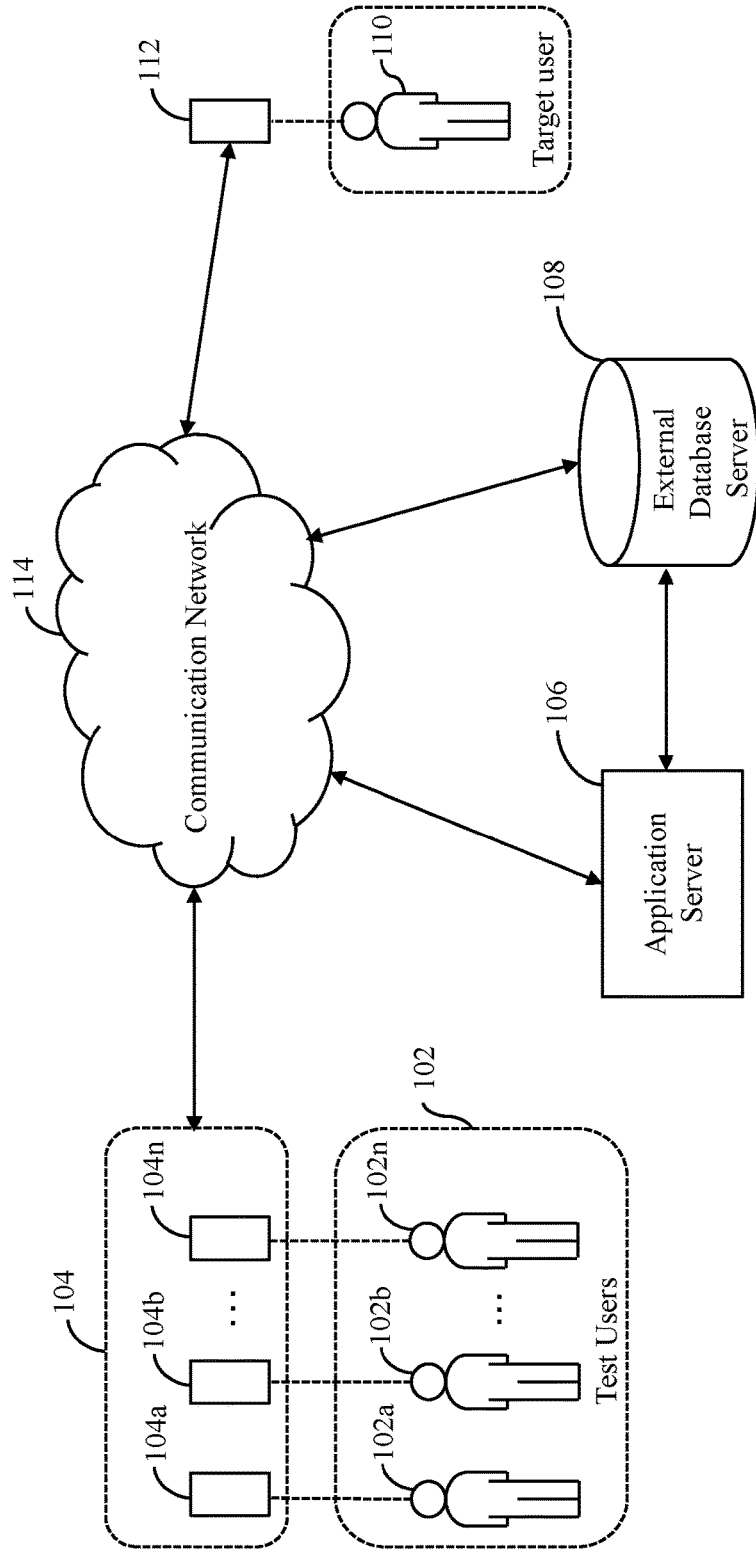 104
104a
104b
...
104n
102a
102b
...
102n
Test Users
102
114
Communication Network
112
110
Target user
106
Application
Server
108
External
Database
Server